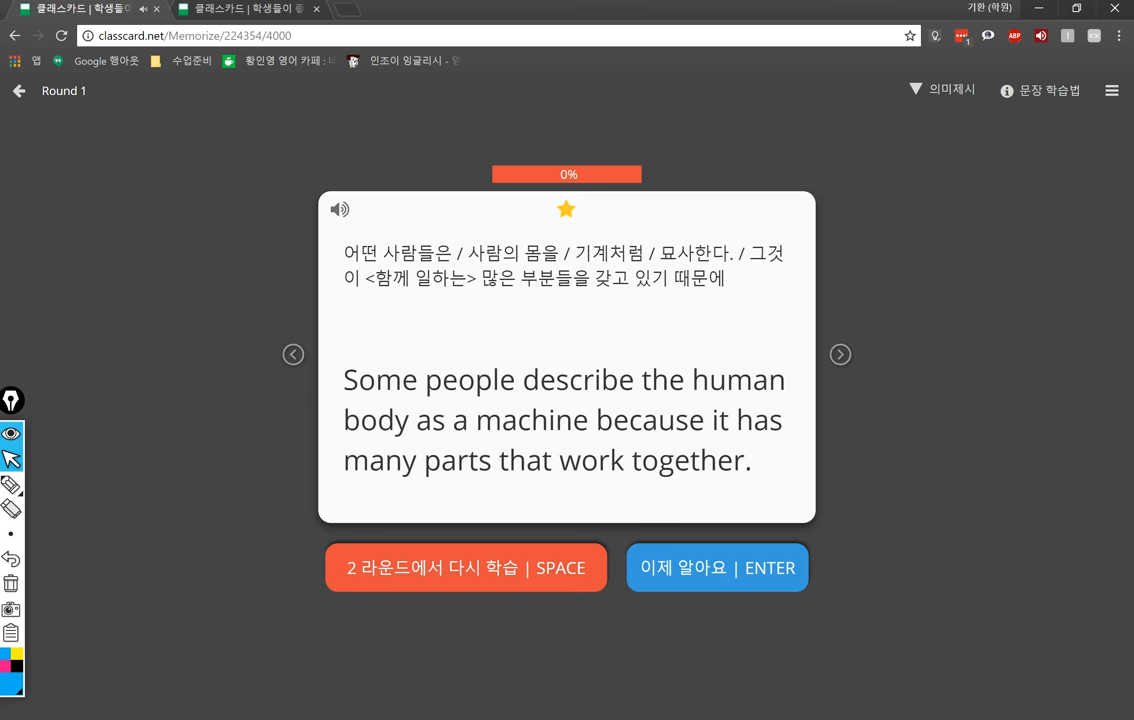 클래스카드 | 학생들이
클래스카드 | 학생들이 좋
기환 (학원)
classcard.net/Memorize/224354/4000
1
ABP
앱
Google 행아웃
수업준비
황인영 영어 카페 : 네
인조이 잉글리시 -
Round 1
▼ 의미제시
문장 학습법
0%
어떤 사람들은 / 사람의 몸을 / 기계처럼 / 묘사한다. / 그것
이 <함께 일하는> 많은 부분들을 갖고 있기 때문에
Some people describe the human
body as a machine because it has
many parts that work together.
2 라운드에서 다시 학습 | SPACE
이제 알아요 | ENTER